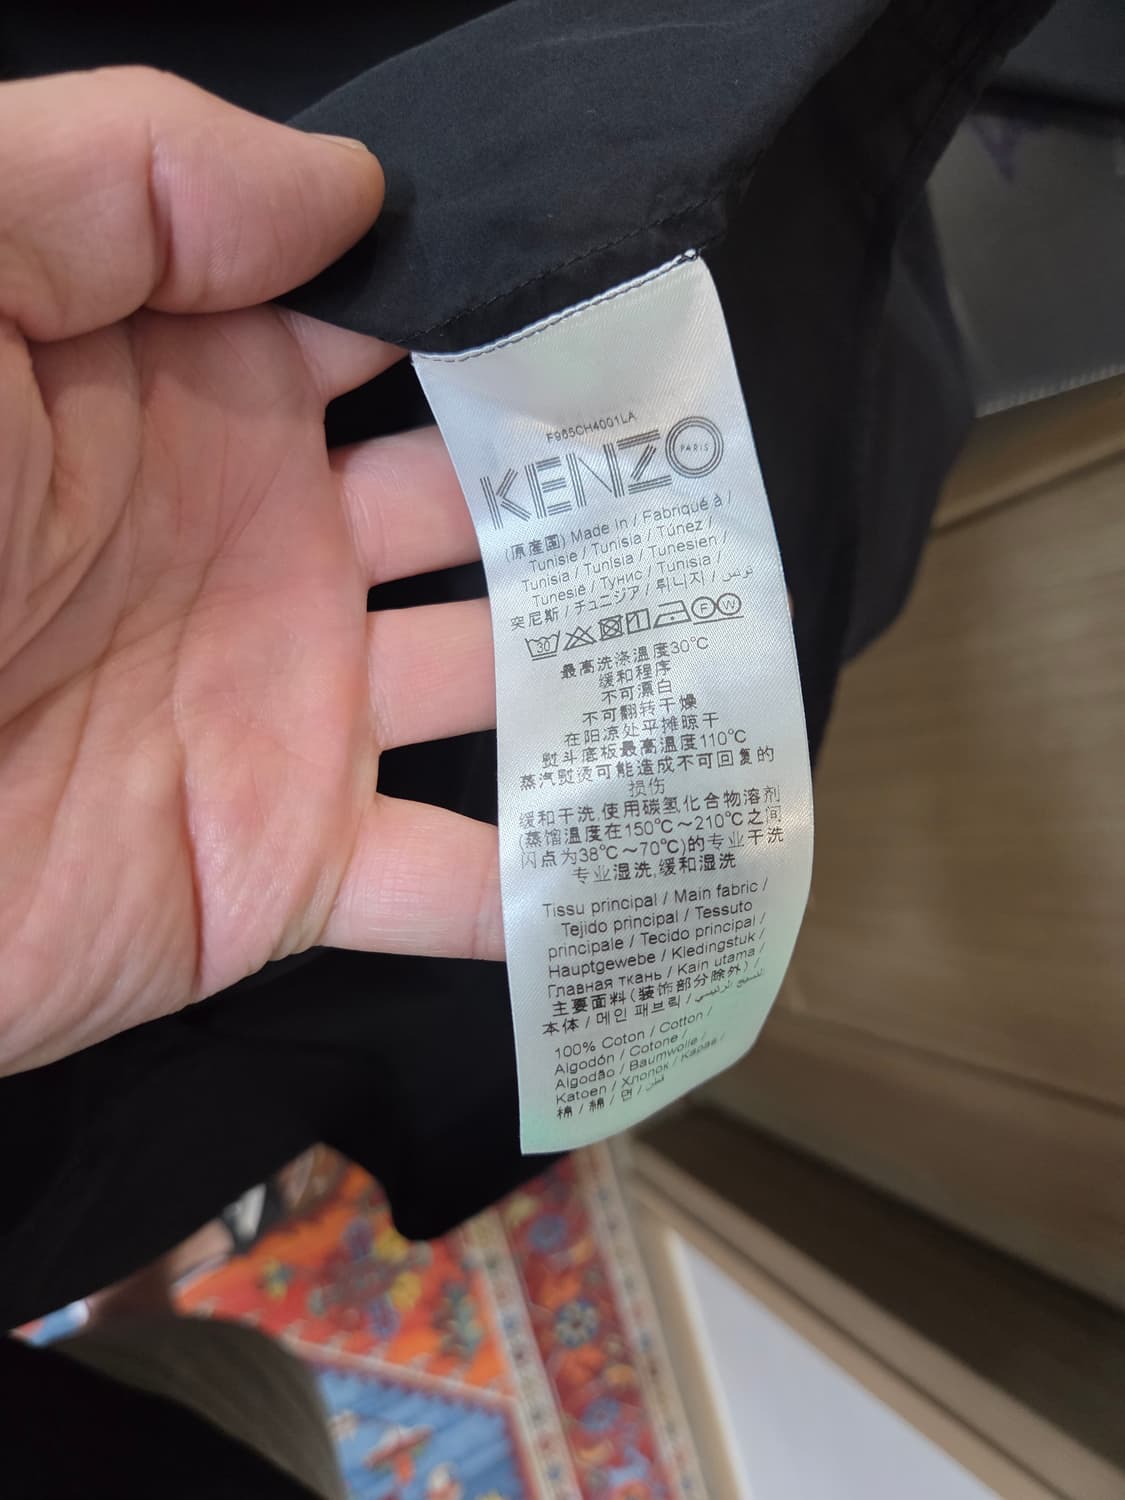 F965CH4001LA
KENZO PARIS
(原産国) Made in / Fabriqué à /
Tunisie / Tunisia / Túnez /
Tunisia / Tunísia / Tunesien /
Tunesië / Тунис / Tunisia /
突尼斯 / チュニジア / 튀니지 / تونس
30 1 F W
最高洗涤温度30℃
缓和程序
不可漂白
不可翻转干燥
在阳凉处平摊晾干
熨斗底板最高温度110℃
蒸汽熨烫可能造成不可回复的
损伤
缓和干洗,使用碳氢化合物溶剂
(蒸馏温度在150℃～210℃之间
闪点为38℃～70℃)的专业干洗
专业湿洗,缓和湿洗
Tissu principal / Main fabric /
Tejido principal / Tessuto
principale / Tecido principal /
Hauptgewebe / Kledingstuk /
Главная ткань / Kain utama /
主要面料(装饰部分除外) /
本体 / 메인 패브릭 / النسيج الرئيسي
100% Coton / Cotton /
Algodón / Cotone /
Algodão / Baumwolle /
Katoen / Хлопок / Kapas /
棉 / 綿 / 면 / قطن